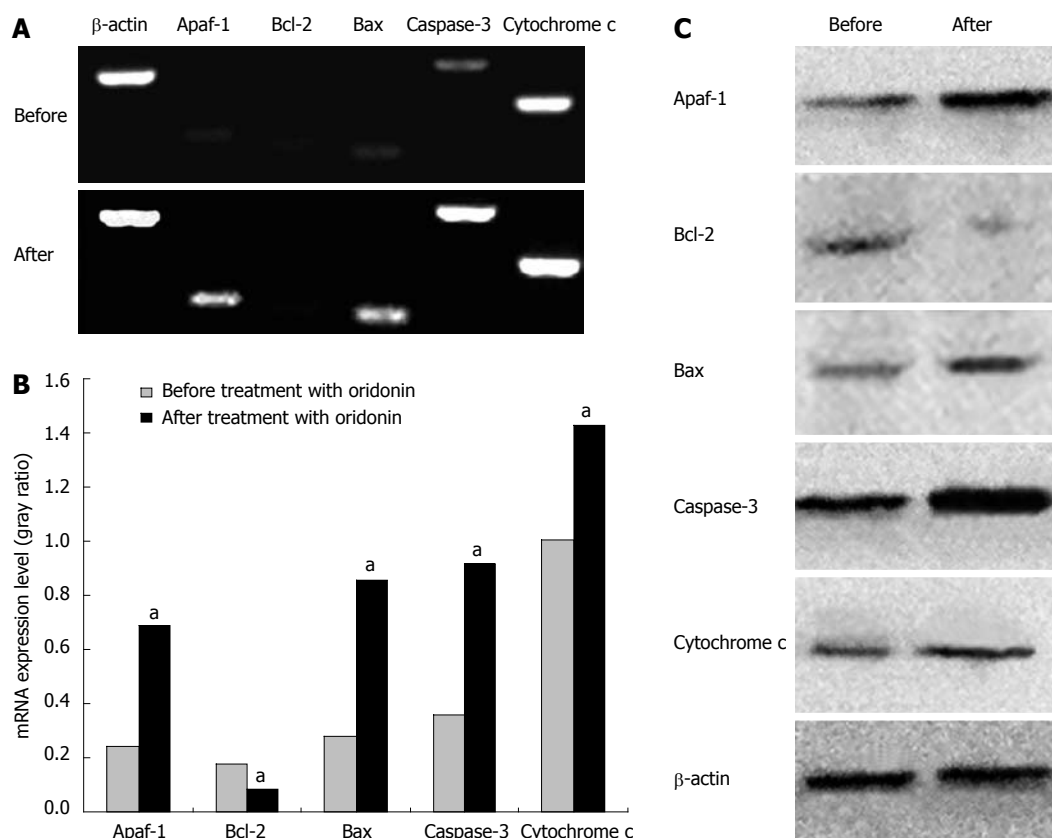 A
β-actin Apaf-1 Bcl-2 Bax Caspase-3 Cytochrome c
Before
After
B
1.6
1.4
1.2
1.0
0.8
0.6
0.4
0.2
0.0
mRNA expression level (gray ratio)
Before treatment with oridonin
After treatment with oridonin
a
a
a
a
a
Apaf-1 Bcl-2 Bax Caspase-3 Cytochrome c
C
Before After
Apaf-1
Bcl-2
Bax
Caspase-3
Cytochrome c
β-actin